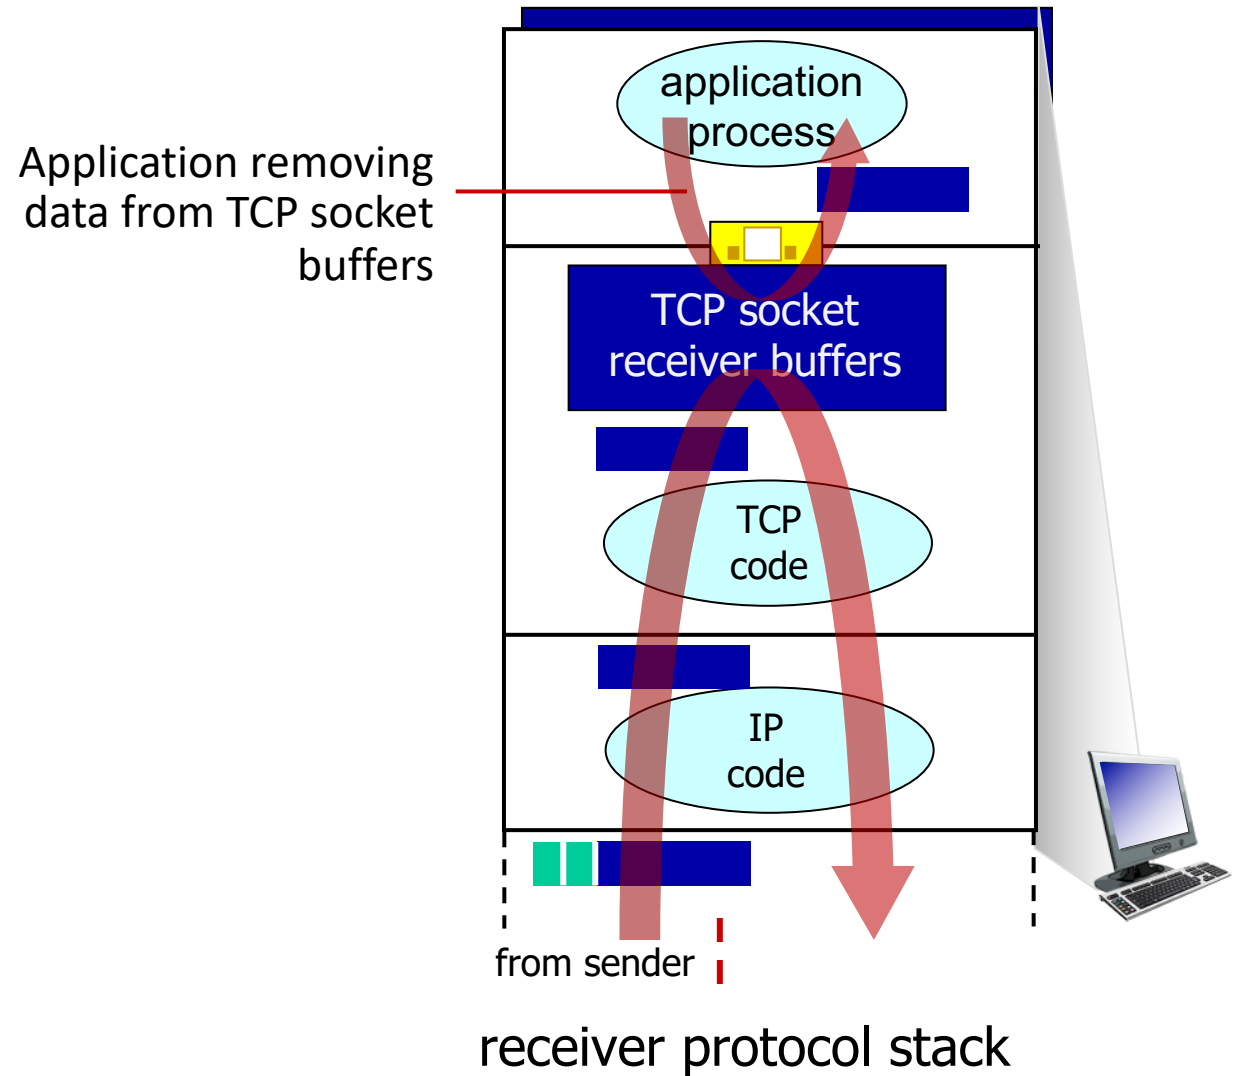 application
process
Application removing
data from TCP socket
buffers
TCP socket
receiver buffers
TCP
code
IP
code
from sender
receiver protocol stack